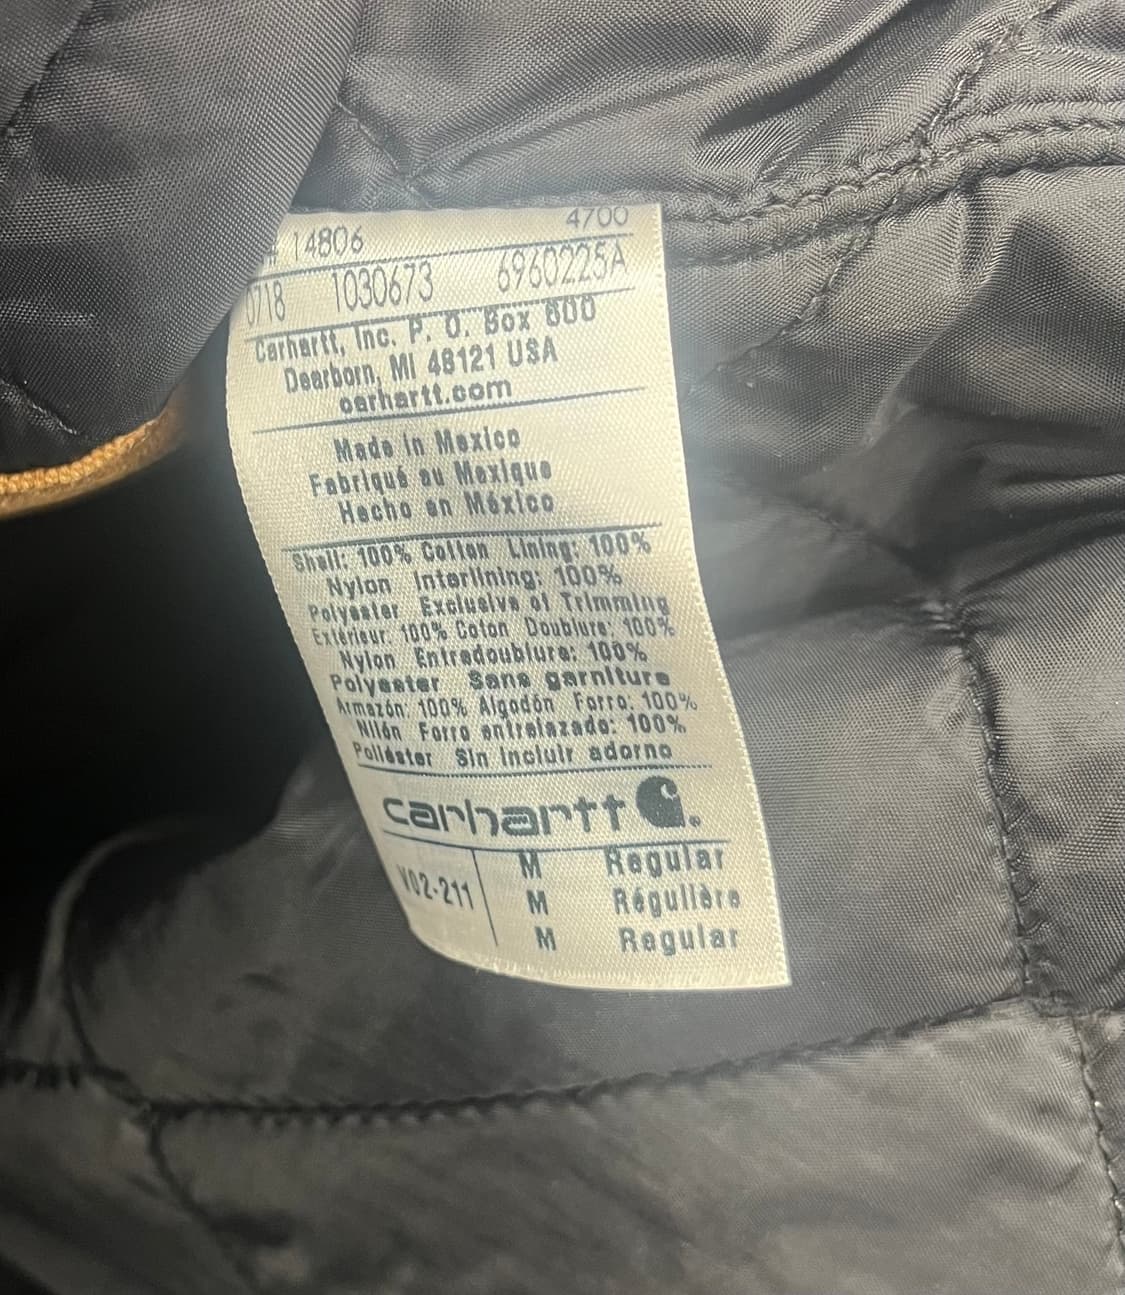 # 14806 4700
0718 1030673 6960225A
Carhartt, Inc. P. O. Box 600
Dearborn, MI 48121 USA
carhartt.com
Made in Mexico
Fabriqué au Mexique
Hecho en México
Shell: 100% Cotton Lining: 100%
Nylon Interlining: 100%
Polyester Exclusive of Trimming
Extérieur: 100% Coton Doublure: 100%
Nylon Entredoublure: 100%
Polyester Sans garniture
Armazón: 100% Algodón Forro: 100%
Nilón Forro entrelazado: 100%
Poliéster Sin incluir adorno
carhartt
V02-211 M Regular
M Régulière
M Regular